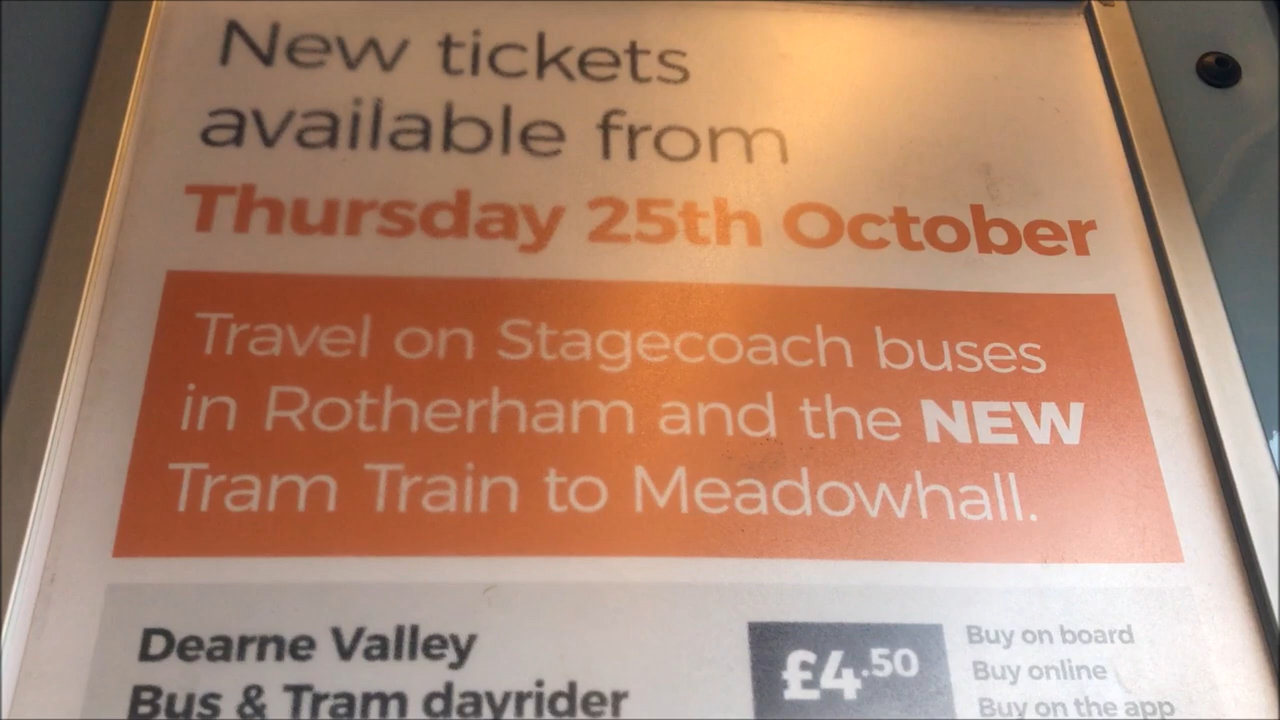 New tickets
available from
Thursday 25th October
Travel on Stagecoach buses
in Rotherham and the NEW
Tram Train to Meadowhall.
Dearne Valley
Bus & Tram dayrider
£4.50
Buy on board
Buy online
Buy on the app